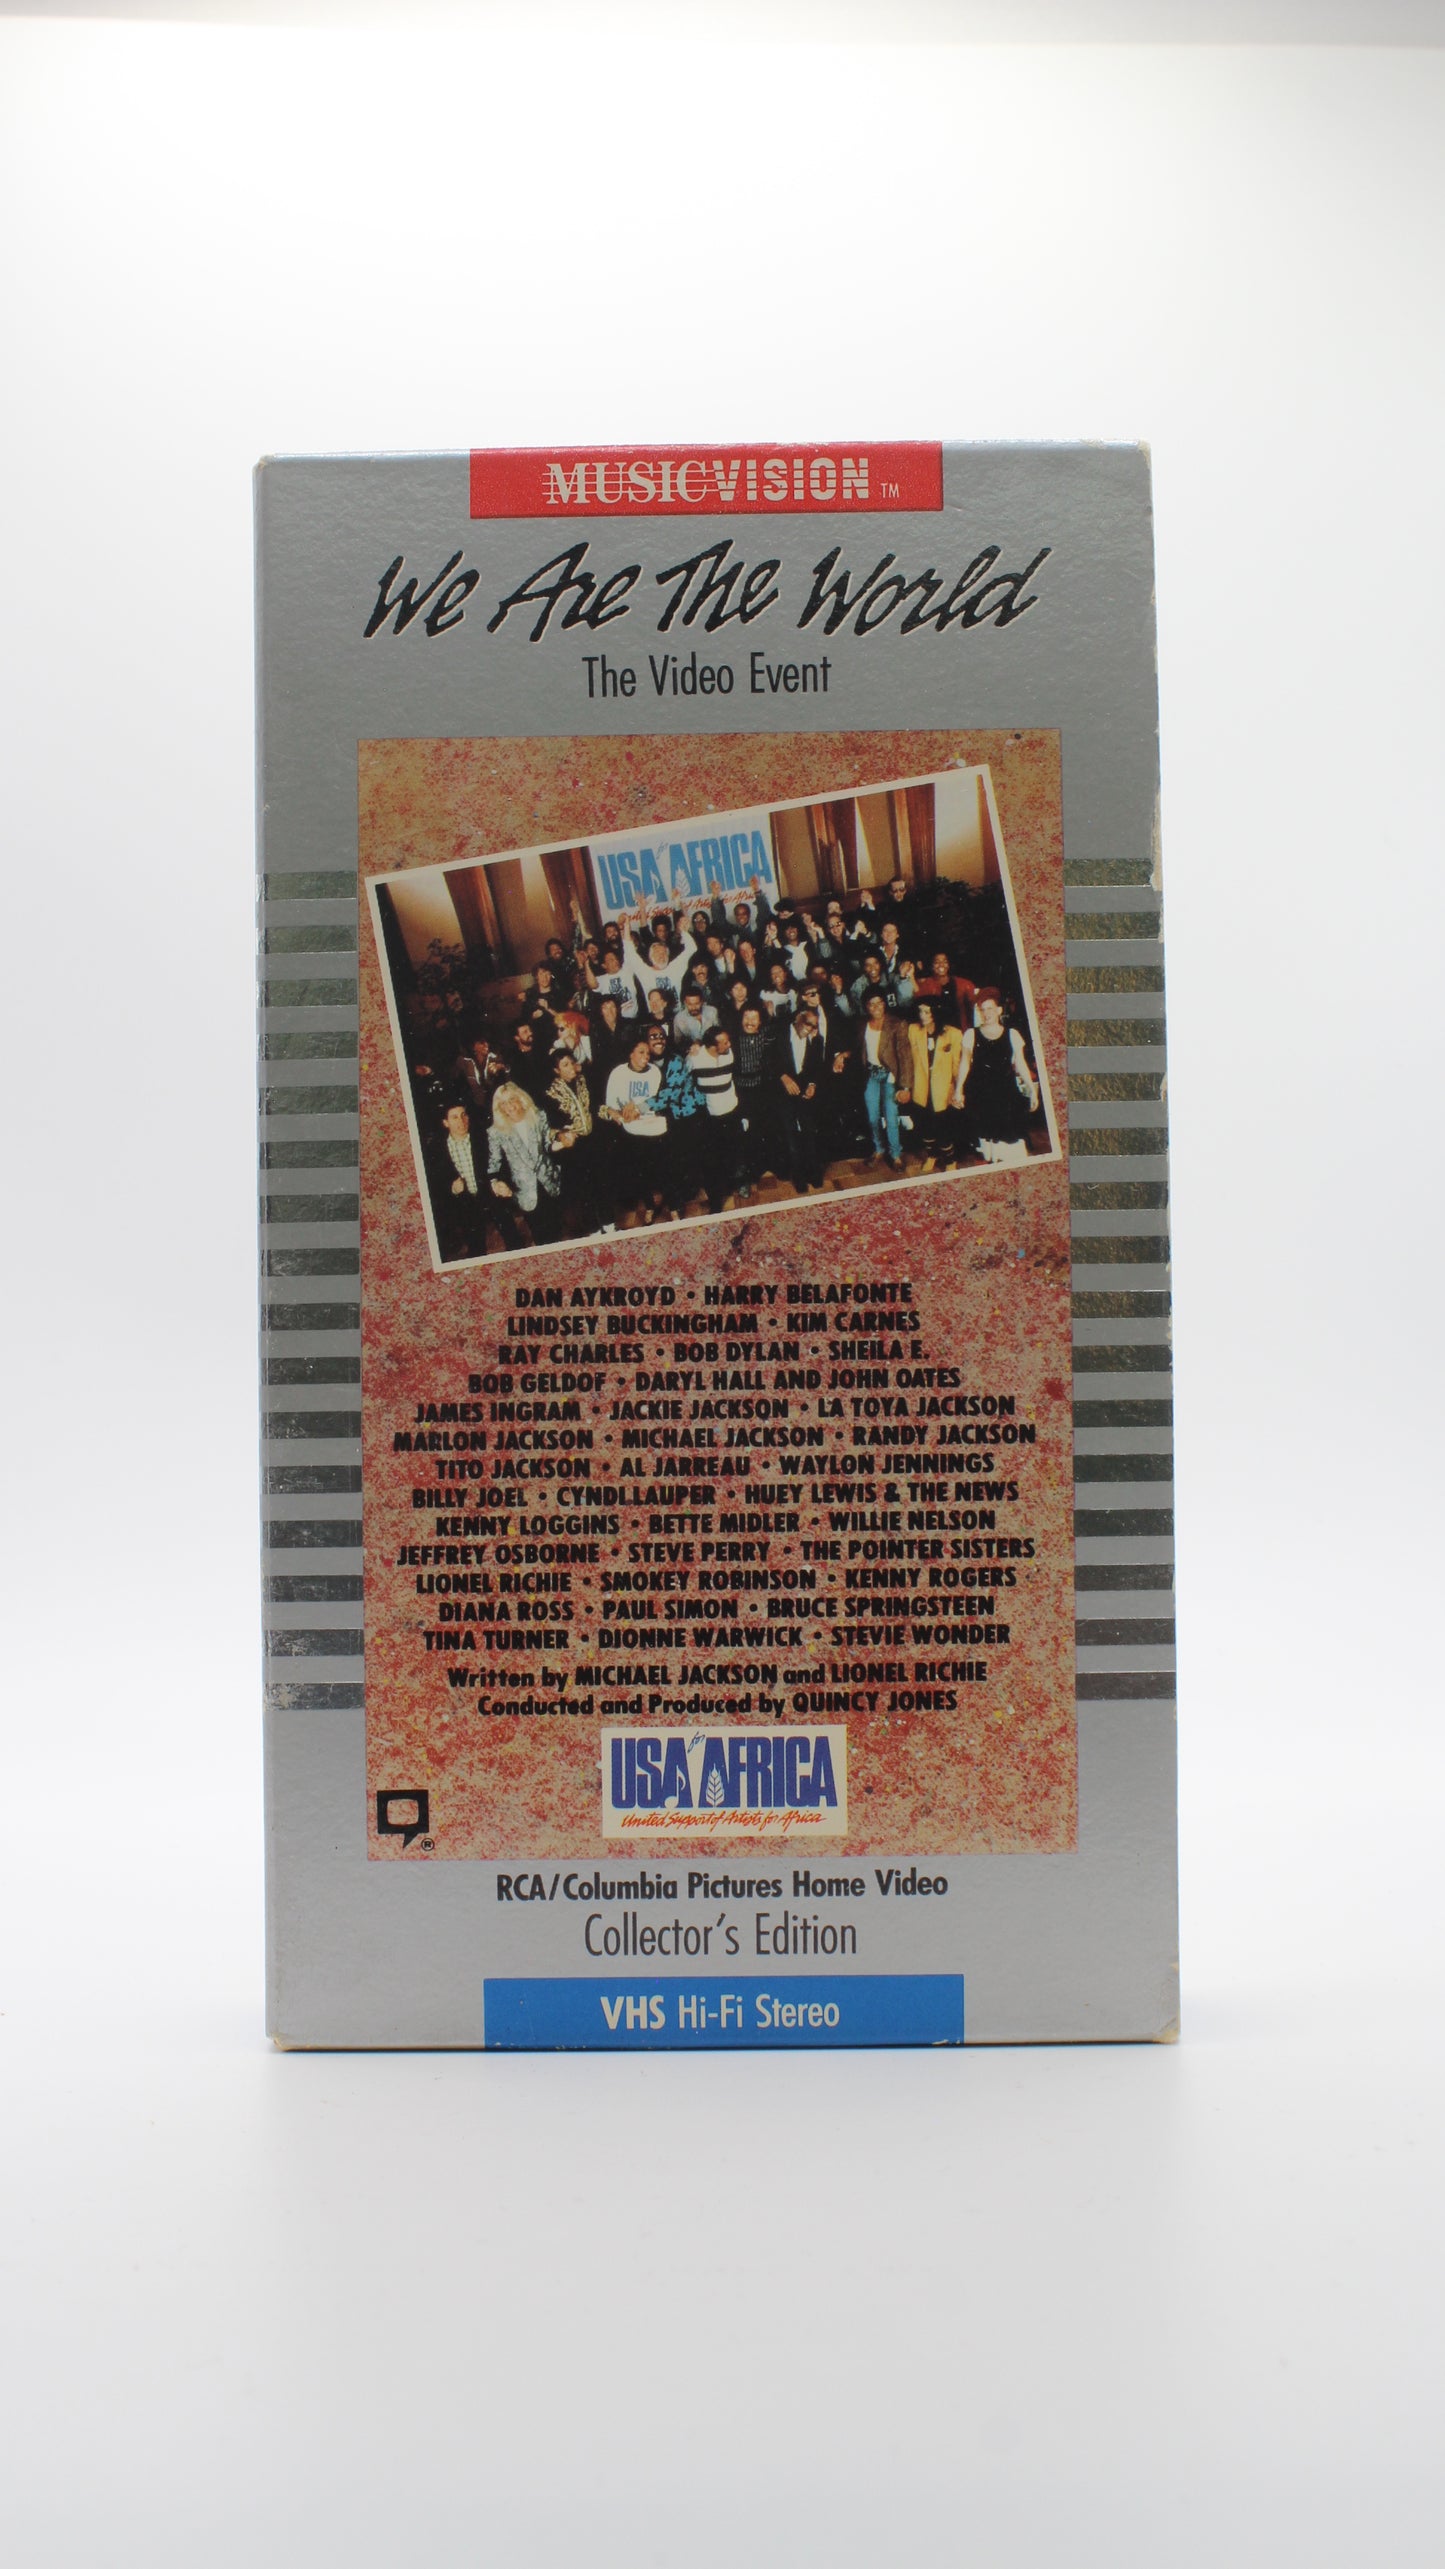 MUSICVISION TM
We Are The World
The Video Event
USA for AFRICA
DAN AYKROYD • HARRY BELAFONTE
LINDSEY BUCKINGHAM • KIM CARNES
RAY CHARLES • BOB DYLAN • SHEILA E.
BOB GELDOF • DARYL HALL AND JOHN OATES
JAMES INGRAM • JACKIE JACKSON • LA TOYA JACKSON
MARLON JACKSON • MICHAEL JACKSON • RANDY JACKSON
TITO JACKSON • AL JARREAU • WAYLON JENNINGS
BILLY JOEL • CYNDI LAUPER • HUEY LEWIS & THE NEWS
KENNY LOGGINS • BETTE MIDLER • WILLIE NELSON
JEFFREY OSBORNE • STEVE PERRY • THE POINTER SISTERS
LIONEL RICHIE • SMOKEY ROBINSON • KENNY ROGERS
DIANA ROSS • PAUL SIMON • BRUCE SPRINGSTEEN
TINA TURNER • DIONNE WARWICK • STEVIE WONDER
Written by MICHAEL JACKSON and LIONEL RICHIE
Conducted and Produced by QUINCY JONES
USA for AFRICA
United Support of Artists for Africa
®
RCA/Columbia Pictures Home Video
Collector's Edition
VHS Hi-Fi Stereo